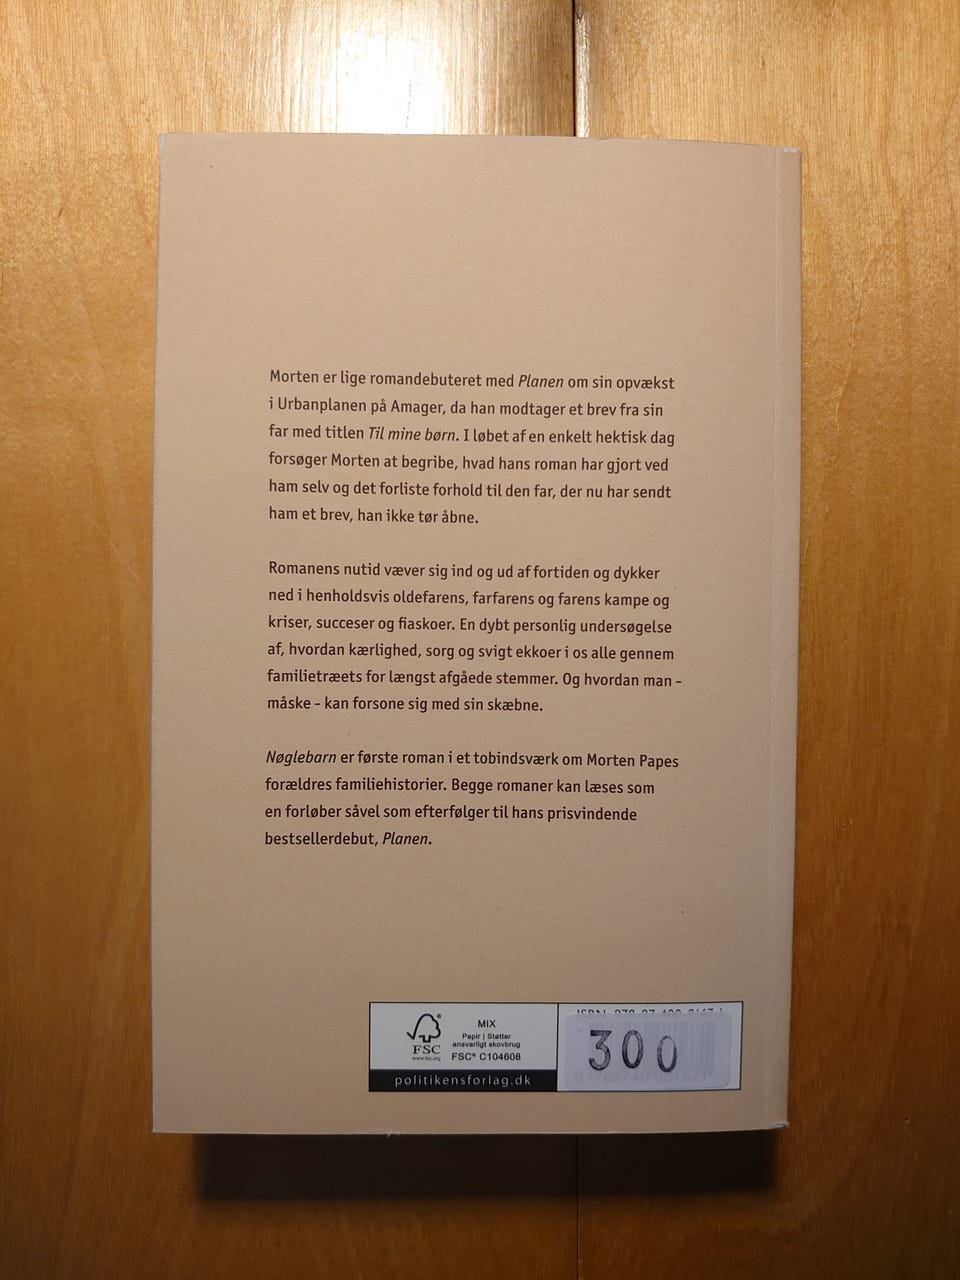 Morten er lige romandebuteret med Planen om sin opvækst
i Urbanplanen på Amager, da han modtager et brev fra sin
far med titlen Til mine børn. I løbet af en enkelt hektisk dag
forsøger Morten at begribe, hvad hans roman har gjort ved
ham selv og det forliste forhold til den far, der nu har sendt
ham et brev, han ikke tør åbne.
Romanens nutid væver sig ind og ud af fortiden og dykker
ned i henholdsvis oldefarens, farfarens og farens kampe og
kriser, succeser og fiaskoer. En dybt personlig undersøgelse
af, hvordan kærlighed, sorg og svigt ekkoer i os alle gennem
familietræets for længst afgåede stemmer. Og hvordan man -
måske - kan forsone sig med sin skæbne.
Nøglebarn er første roman i et tobindsværk om Morten Papes
forældres familiehistorier. Begge romaner kan læses som
en forløber såvel som efterfølger til hans prisvindende
bestsellerdebut, Planen.
FSC
www.fsc.org
MIX
Papir | Støtter
ansvarligt skovbrug
FSC® C104608
politikensforlag.dk
ISBN
300